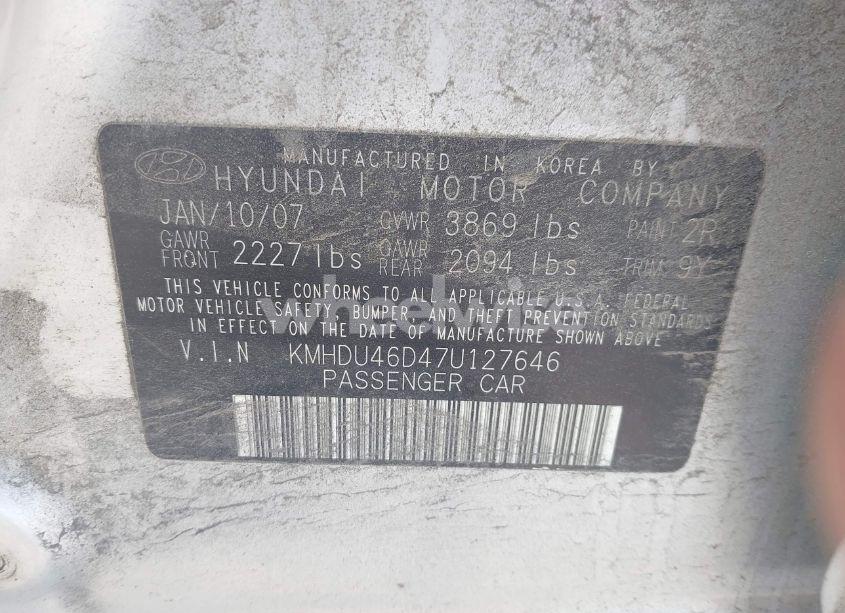 MANUFACTURED IN KOREA BY
HYUNDAI MOTOR COMPANY
JAN/10/07 GVWR 3869 lbs PAINT 2R
GAWR FRONT 2227 lbs GAWR REAR 2094 lbs TRIM 9Y
THIS VEHICLE CONFORMS TO ALL APPLICABLE U.S.A. FEDERAL
MOTOR VEHICLE SAFETY, BUMPER, AND THEFT PREVENTION STANDARDS
IN EFFECT ON THE DATE OF MANUFACTURE SHOWN ABOVE
V.I.N KMHDU46D47U127646
PASSENGER CAR